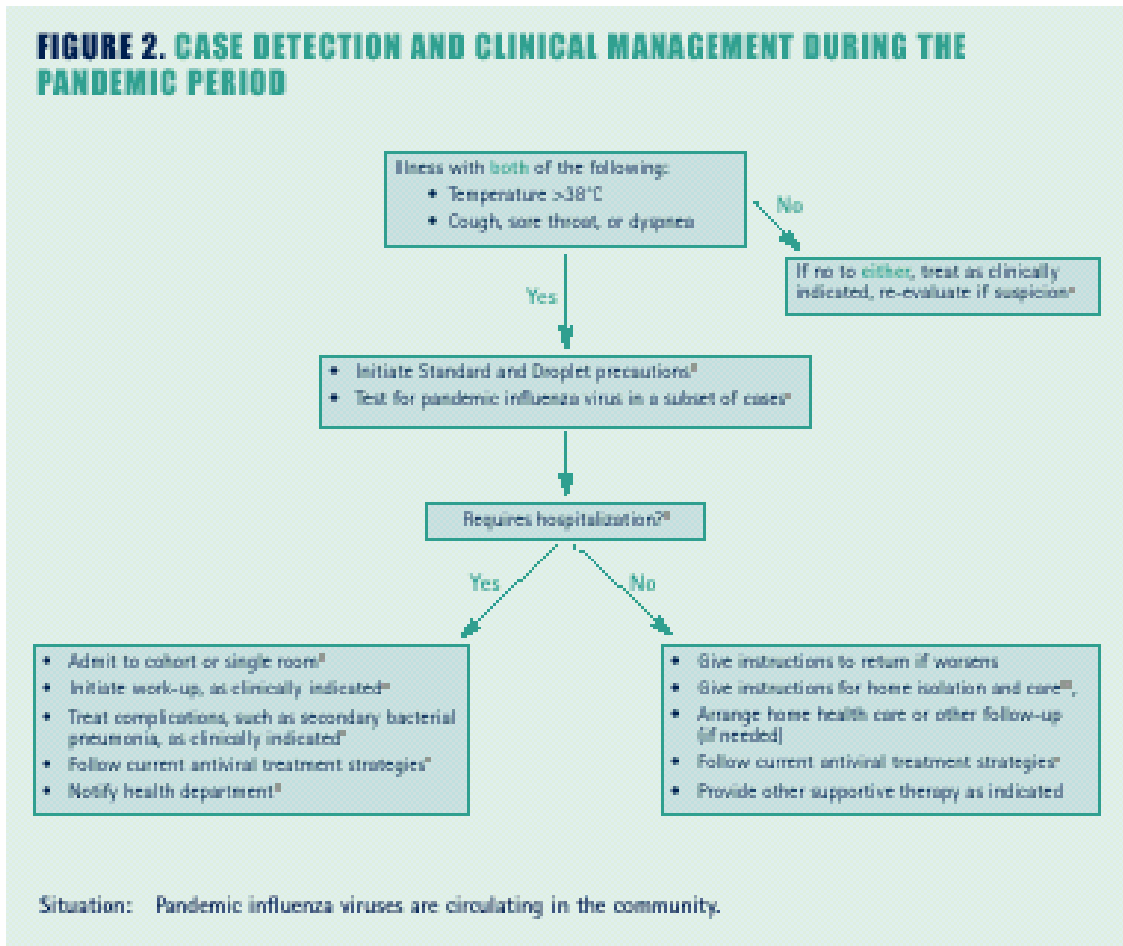 FIGURE 2. CASE DETECTION AND CLINICAL MANAGEMENT DURING THE
PANDEMIC PERIOD
Illness with both of the following:
• Temperature >38°C
• Cough, sore throat, or dyspnea
No
If no to either, treat as clinically
indicated, re-evaluate if suspicion
Yes
• Initiate Standard and Droplet precautions
• Test for pandemic influenza virus in a subset of cases
Requires hospitalization?
Yes
No
• Admit to cohort or single room
• Initiate work-up, as clinically indicated
• Treat complications, such as secondary bacterial
pneumonia, as clinically indicated
• Follow current antiviral treatment strategies
• Notify health department
• Give instructions to return if worsens
• Give instructions for home isolation and care
• Arrange home health care or other follow-up
(if needed)
• Follow current antiviral treatment strategies
• Provide other supportive therapy as indicated
Situation: Pandemic influenza viruses are circulating in the community.